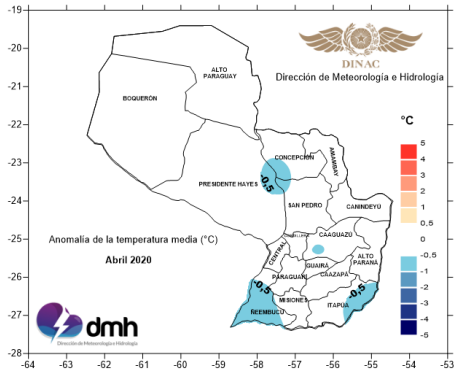 -19
-20
-21
-22
-23
-24
-25
-26
-27
-28
-64 -63 -62 -61 -60 -59 -58 -57 -56 -55 -54 -53
DINAC
Dirección de Meteorología e Hidrología
ALTO
PARAGUAY
BOQUERÓN
CONCEPCIÓN
AMAMBAY
PRESIDENTE HAYES
-0,5
SAN PEDRO
CANINDEYÚ
CAAGUAZÚ
CENTRAL
ALTO
PARANÁ
GUAIRÁ
CAAZAPÁ
PARAGUARÍ
MISIONES
ITAPÚA
ÑEEMBUCÚ
-0,5
-0,5
°C
5
4
3
2
1
0.5
0
-0.5
-1
-2
-3
-4
-5
Anomalía de la temperatura media (°C)
Abril 2020
dmh
Dirección de Meteorología e Hidrología